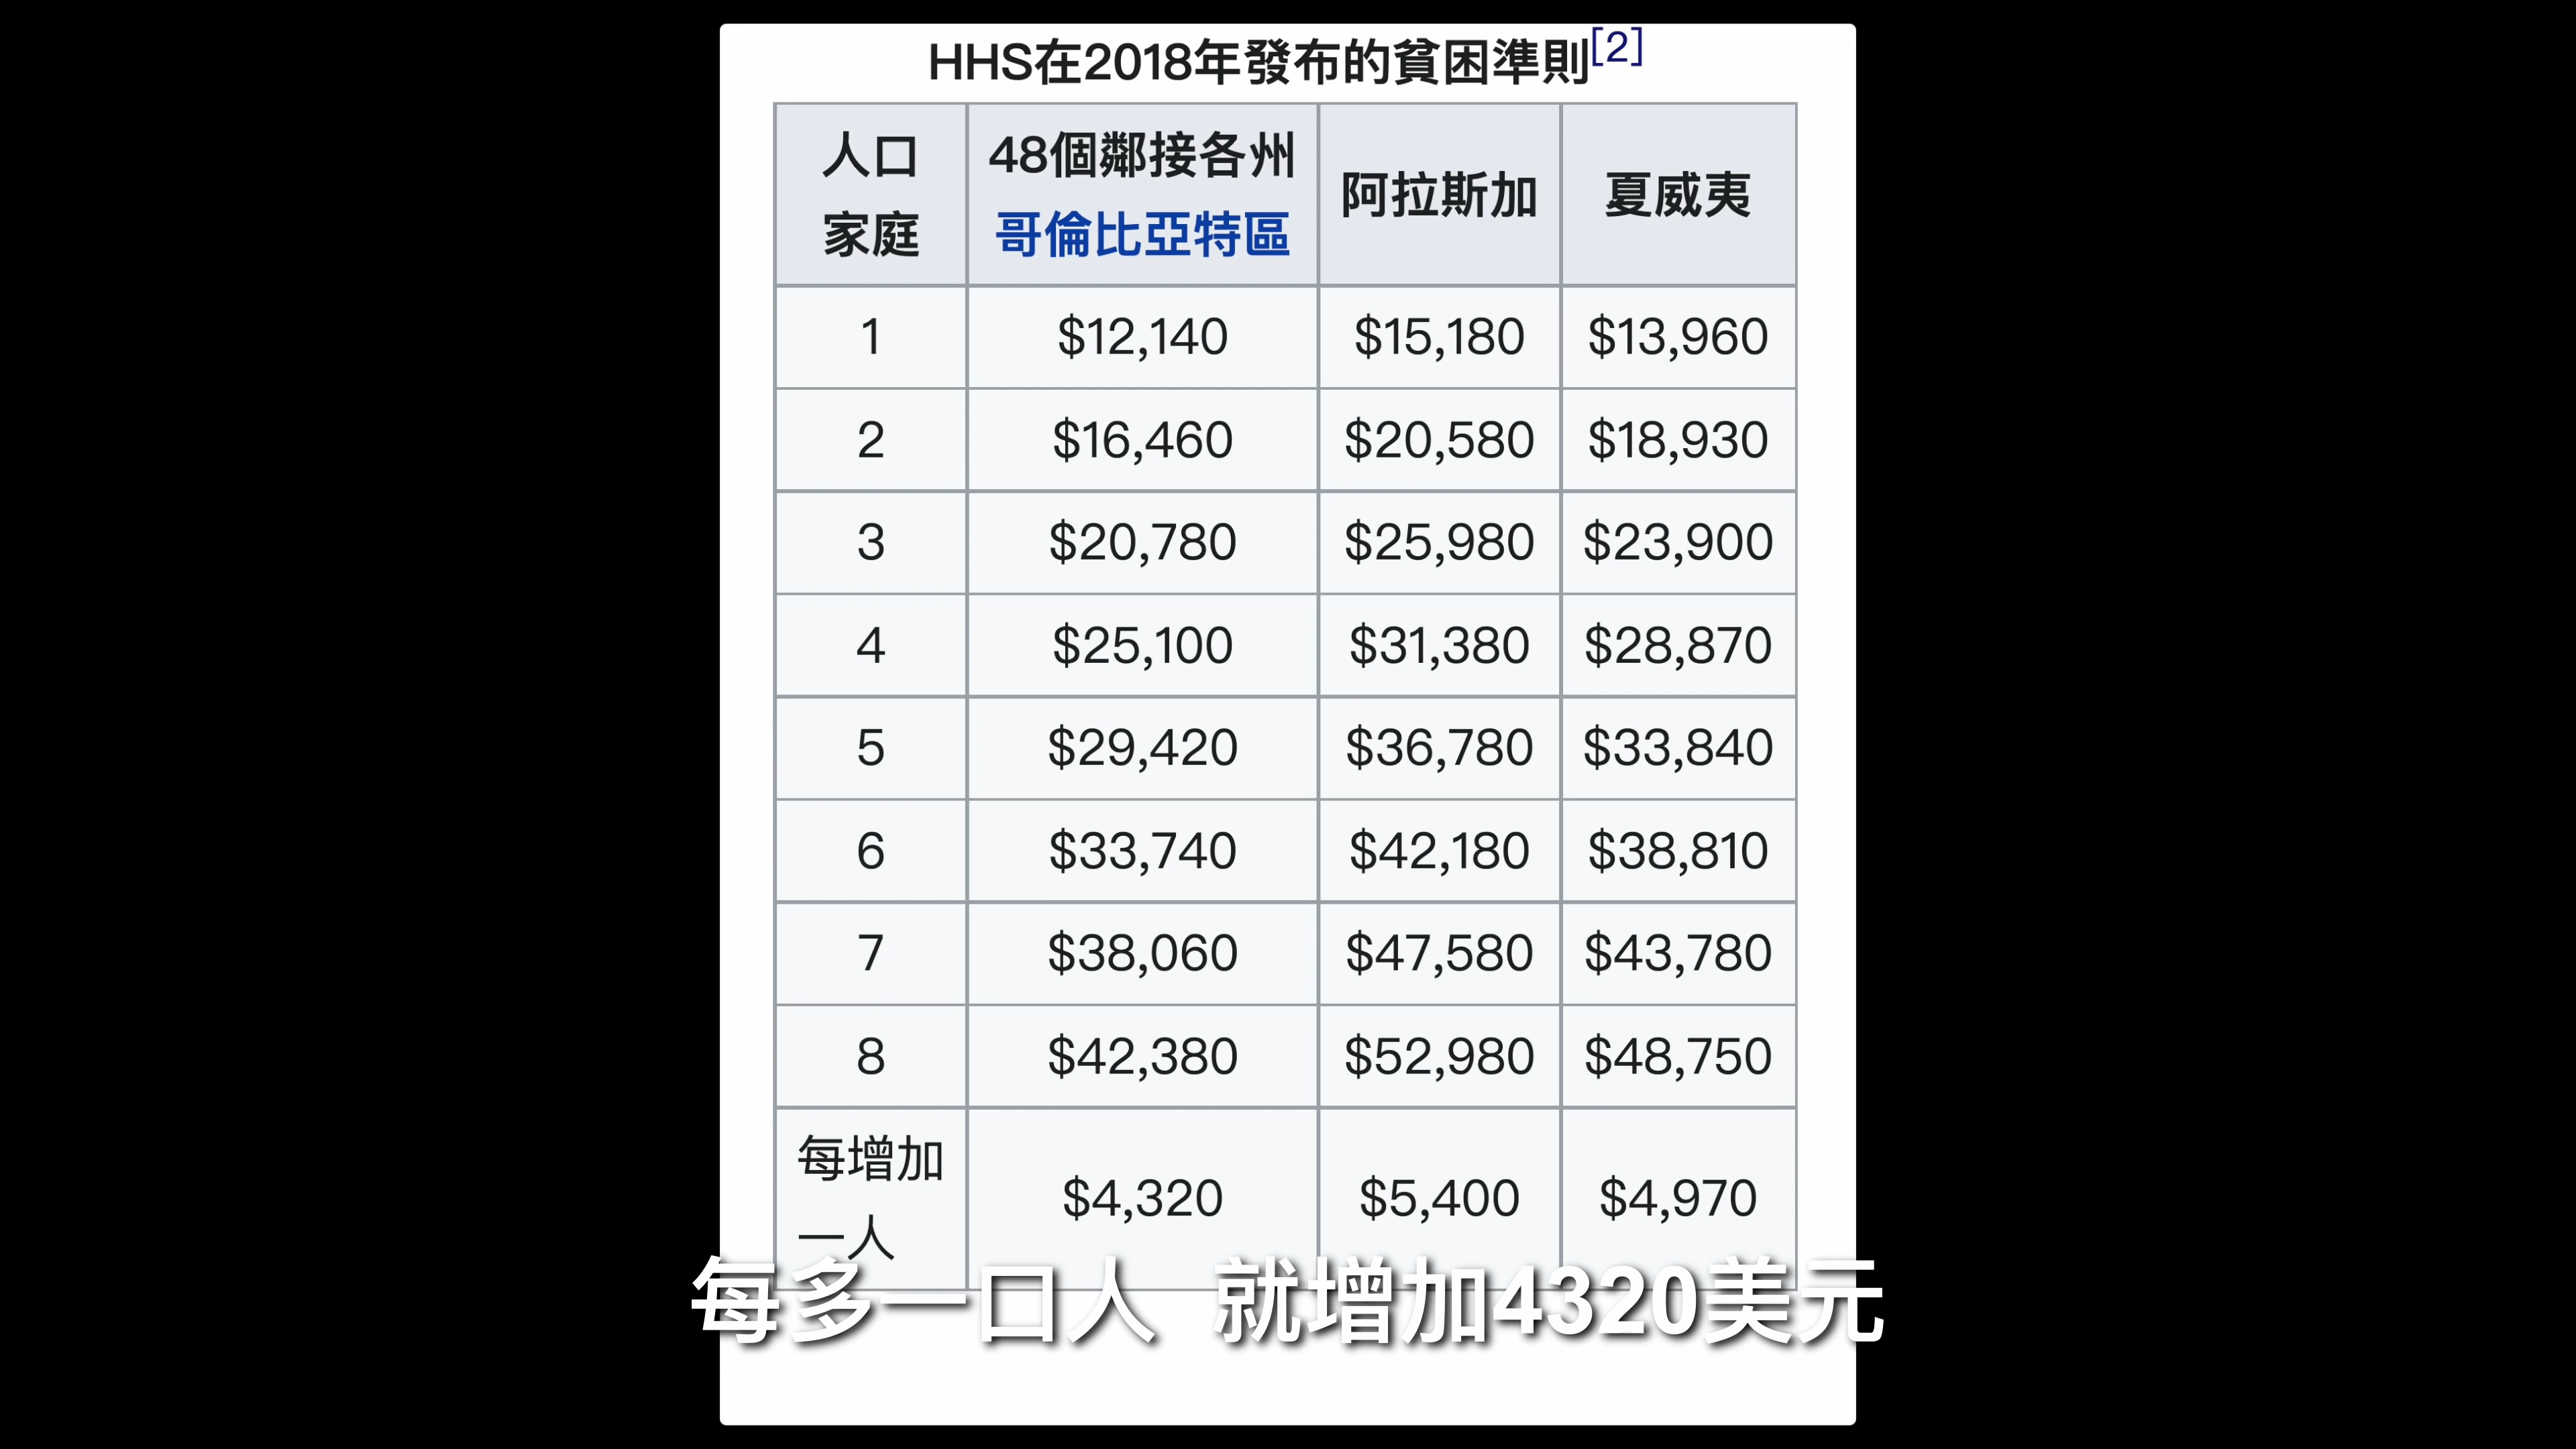 HHS在2018年發布的貧困準則[2]
人口
家庭
48個鄰接各州
哥倫比亞特區
阿拉斯加
夏威夷
1 $12,140 $15,180 $13,960
2 $16,460 $20,580 $18,930
3 $20,780 $25,980 $23,900
4 $25,100 $31,380 $28,870
5 $29,420 $36,780 $33,840
6 $33,740 $42,180 $38,810
7 $38,060 $47,580 $43,780
8 $42,380 $52,980 $48,750
每增加
一人
$4,320 $5,400 $4,970
每多一口人 就增加4320美元